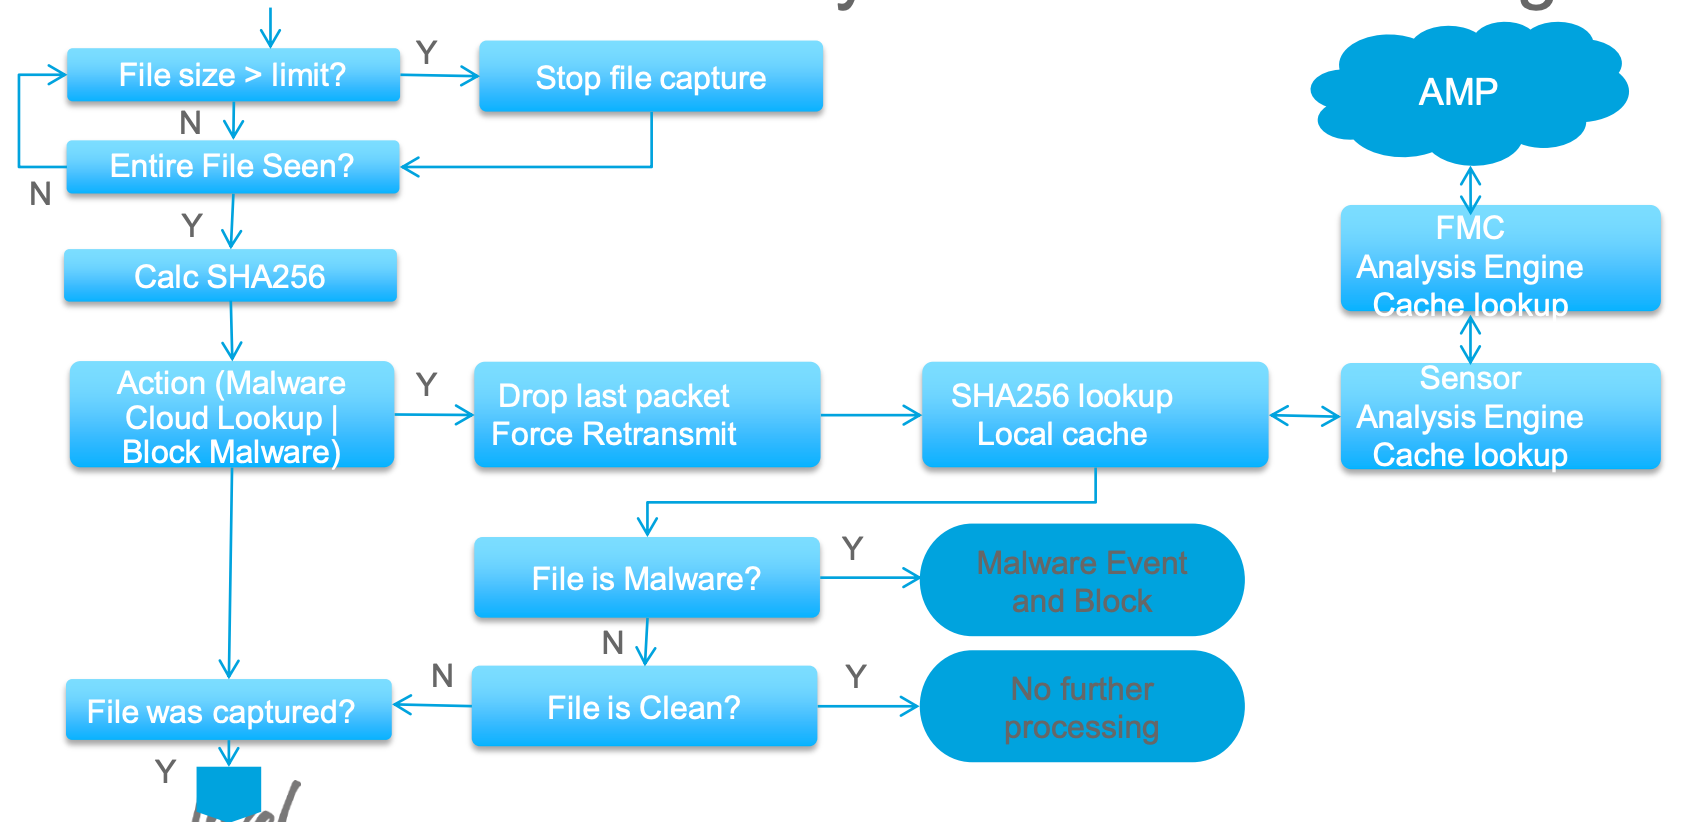 File size > limit?
Y
Stop file capture
AMP
N
Entire File Seen?
N
Y
FMC
Analysis Engine
Cache lookup
Calc SHA256
Action (Malware
Cloud Lookup |
Block Malware)
Y
Drop last packet
Force Retransmit
SHA256 lookup
Local cache
Sensor
Analysis Engine
Cache lookup
File is Malware?
Y
Malware Event
and Block
N
File is Clean?
Y
No further
processing
N
File was captured?
Y